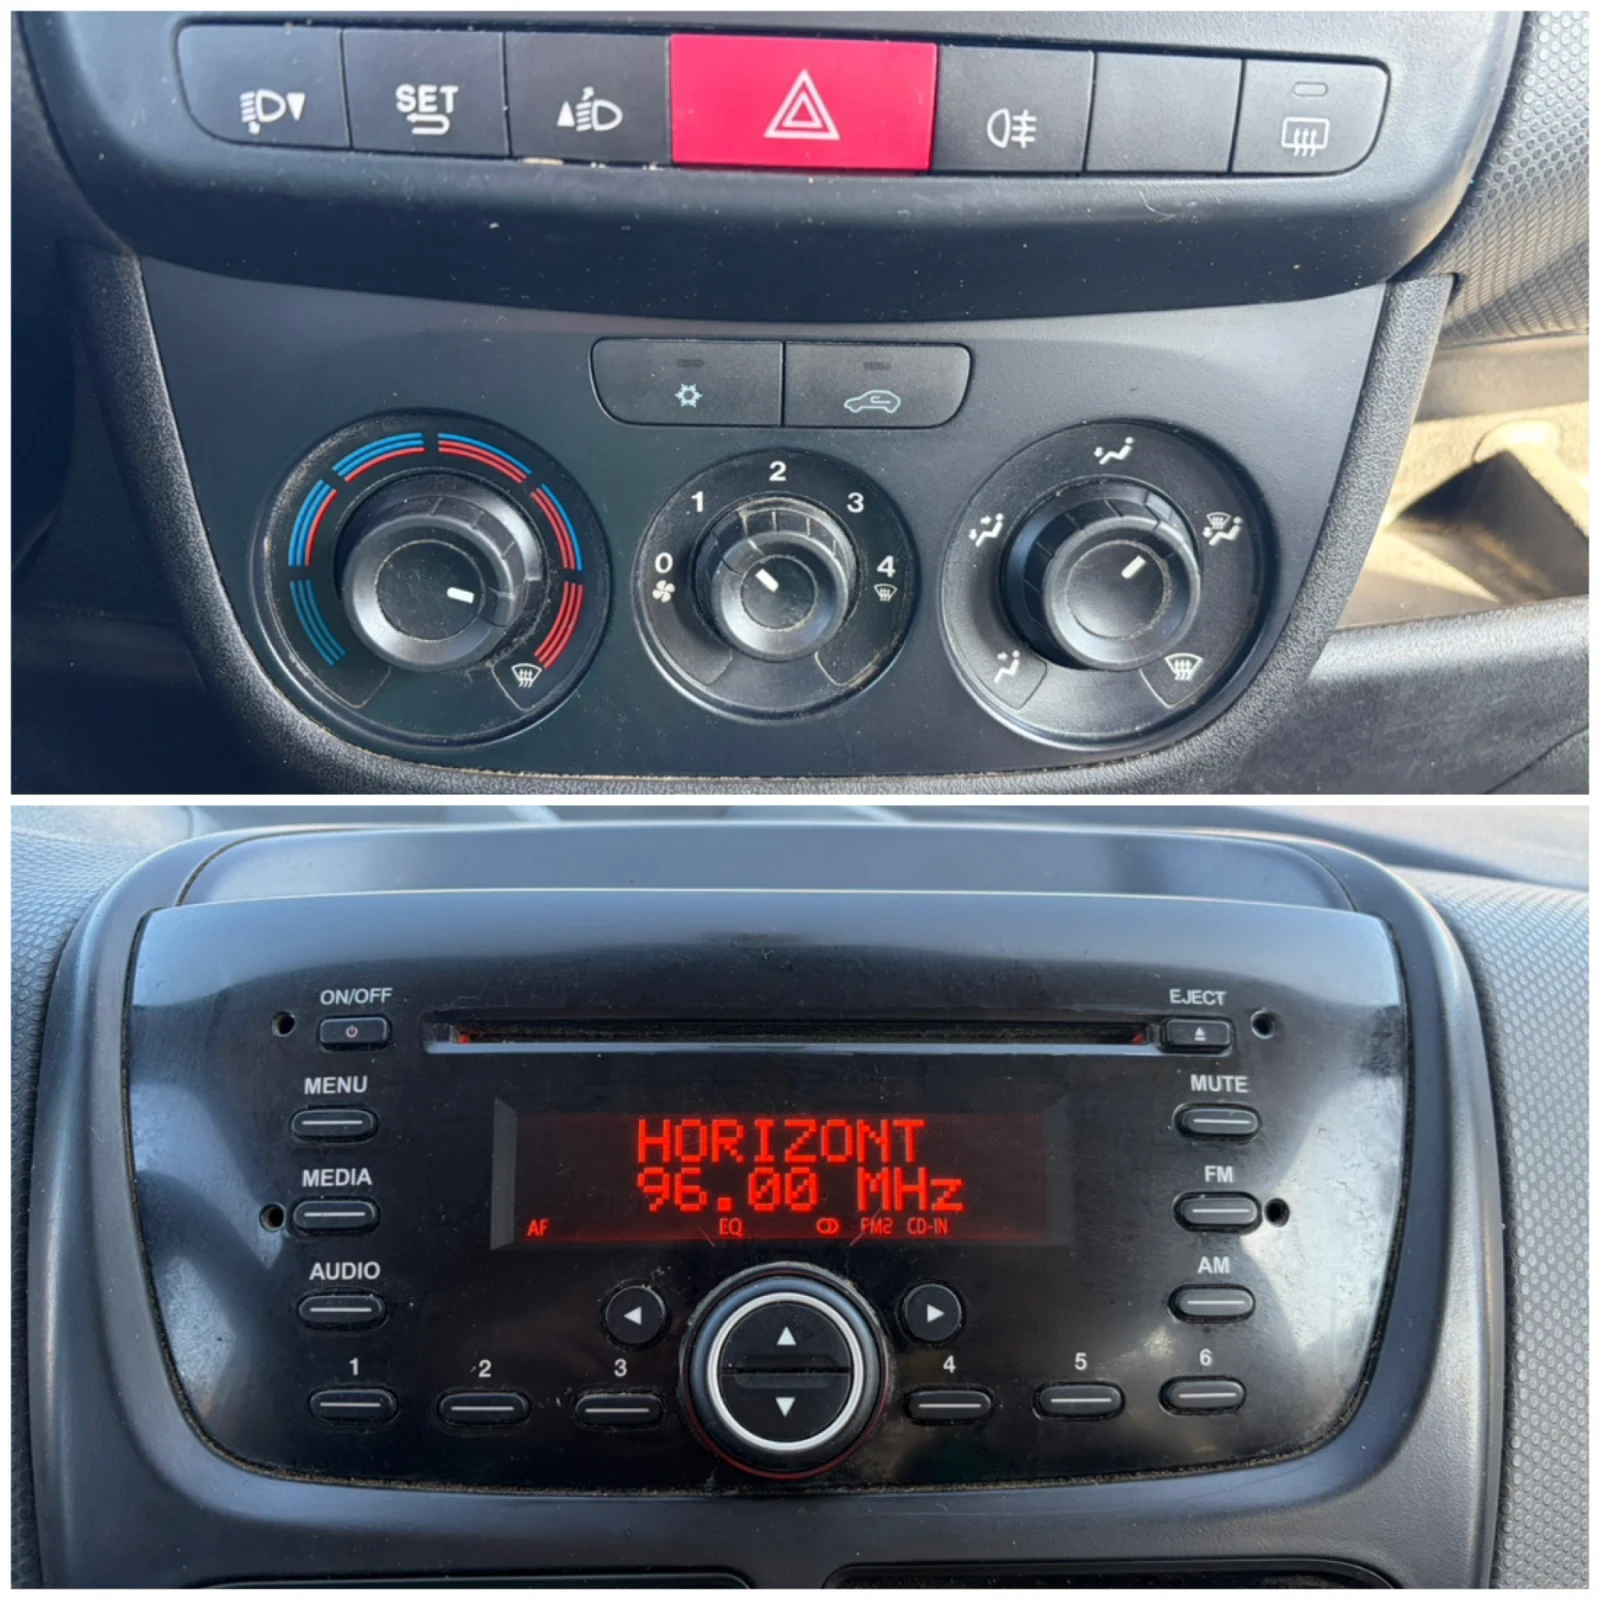 SET
2
1
3
0
4
ON/OFF
EJECT
MENU
MUTE
HORIZONT
96.00 MHz
AF EQ FM2 CD-IN
MEDIA
FM
AUDIO
AM
1 2 3 4 5 6